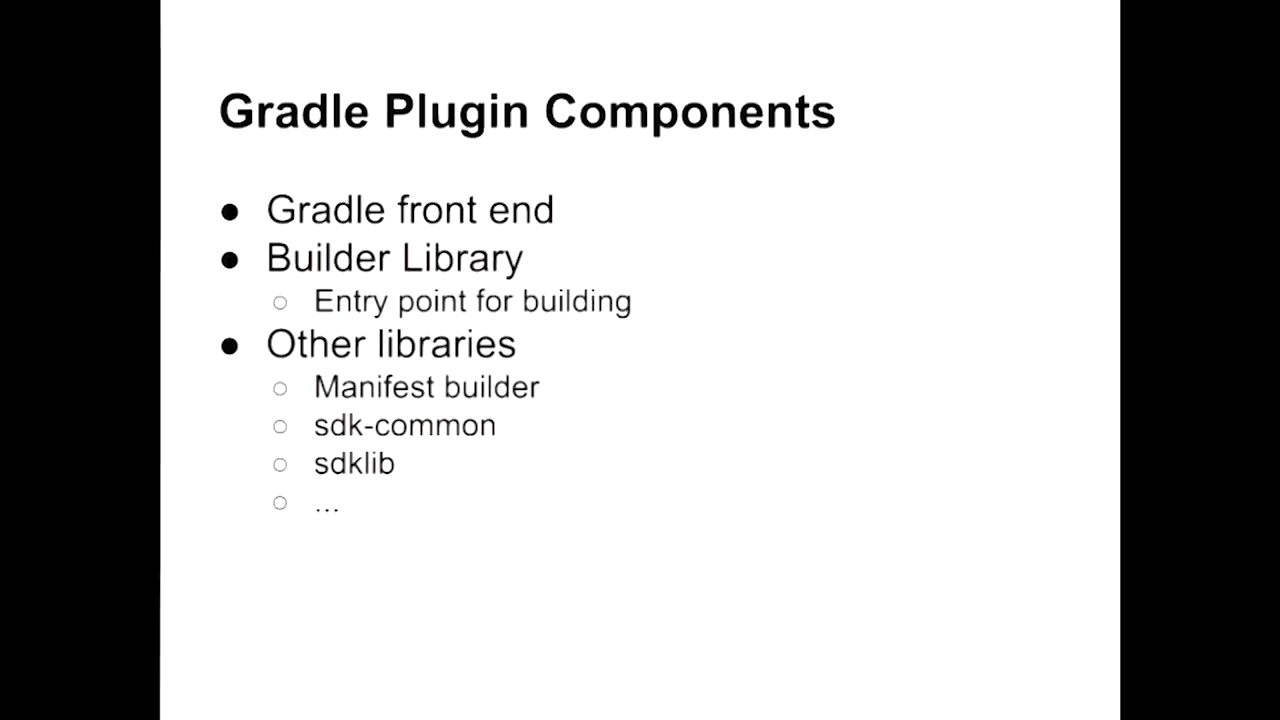 Gradle Plugin Components
● Gradle front end
● Builder Library
○ Entry point for building
● Other libraries
○ Manifest builder
○ sdk-common
○ sdklib
○ ...